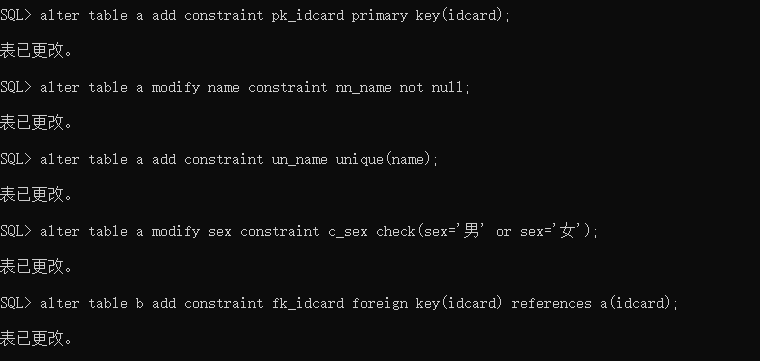 SQL> alter table a add constraint pk_idcard primary key(idcard);
表已更改。
SQL> alter table a modify name constraint nn_name not null;
表已更改。
SQL> alter table a add constraint un_name unique(name);
表已更改。
SQL> alter table a modify sex constraint c_sex check(sex='男' or sex='女');
表已更改。
SQL> alter table b add constraint fk_idcard foreign key(idcard) references a(idcard);
表已更改。